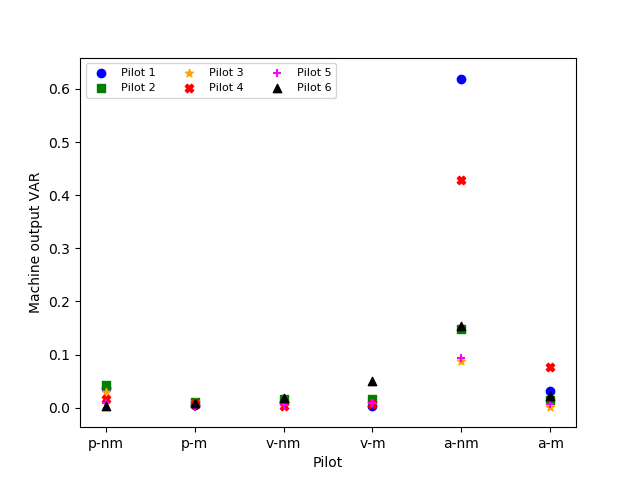 Pilot 1 Pilot 3 Pilot 5
Pilot 2 Pilot 4 Pilot 6
Machine output VAR
0.6
0.5
0.4
0.3
0.2
0.1
0.0
p-nm p-m v-nm v-m a-nm a-m
Pilot